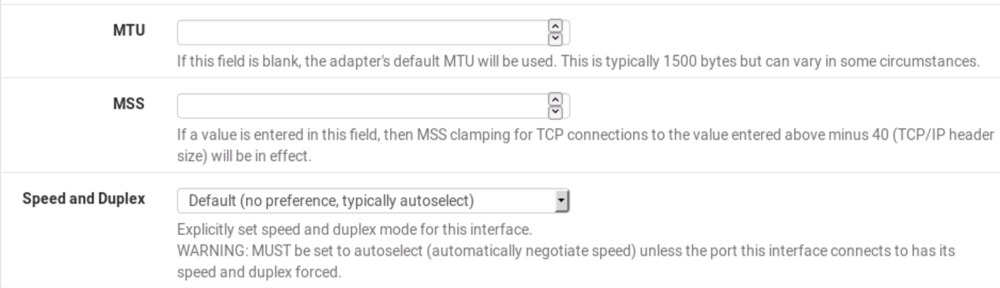 MTU
If this field is blank, the adapter's default MTU will be used. This is typically 1500 bytes but can vary in some circumstances.
MSS
If a value is entered in this field, then MSS clamping for TCP connections to the value entered above minus 40 (TCP/IP header
size) will be in effect.
Speed and Duplex
Default (no preference, typically autoselect)
Explicitly set speed and duplex mode for this interface.
WARNING: MUST be set to autoselect (automatically negotiate speed) unless the port this interface connects to has its
speed and duplex forced.